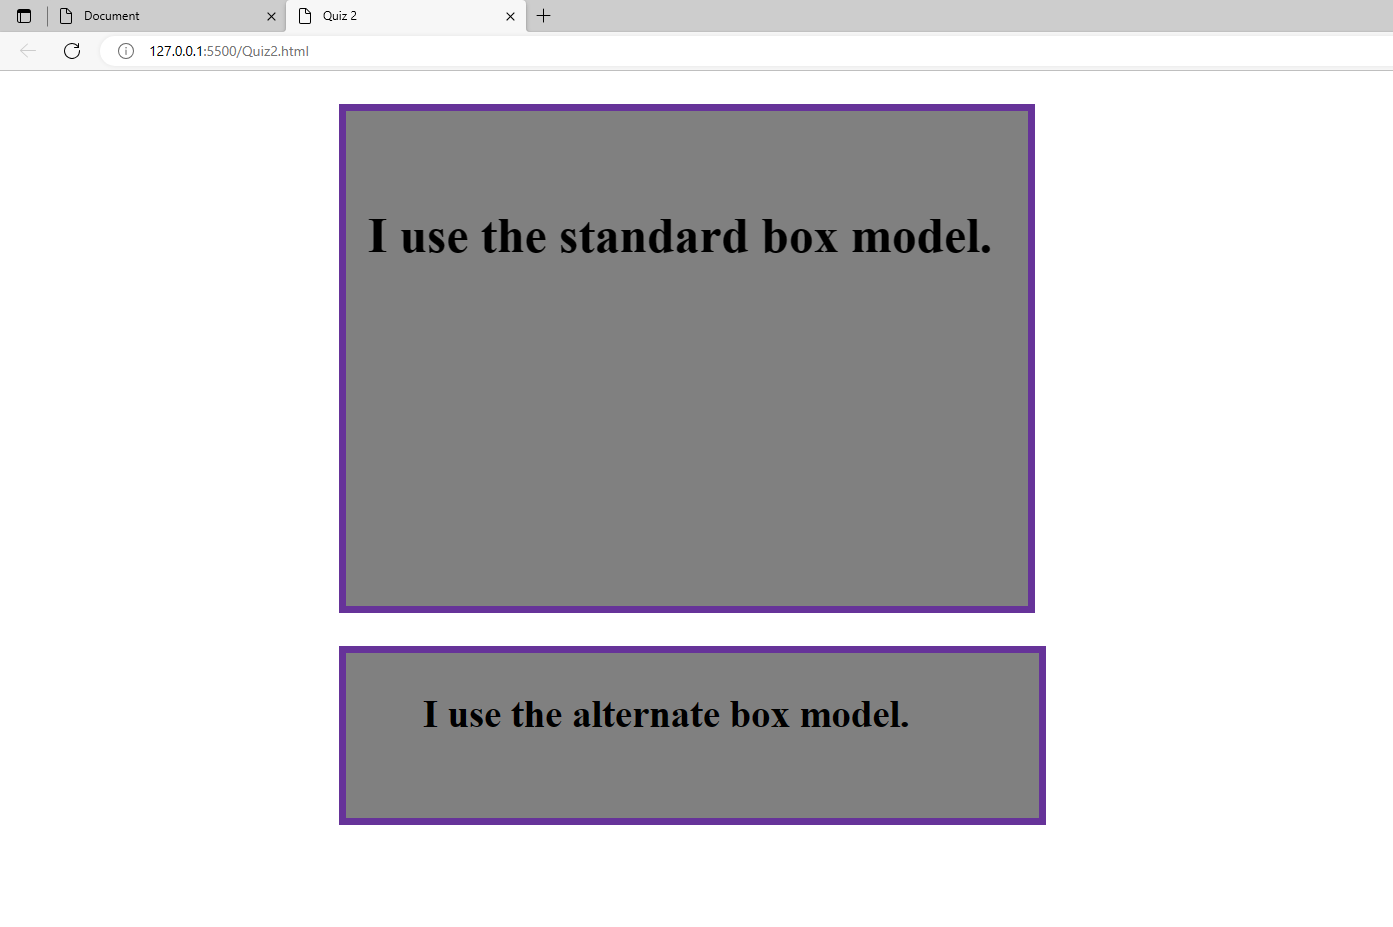 Document
Quiz 2
127.0.0.1:5500/Quiz2.html
I use the standard box model.
I use the alternate box model.